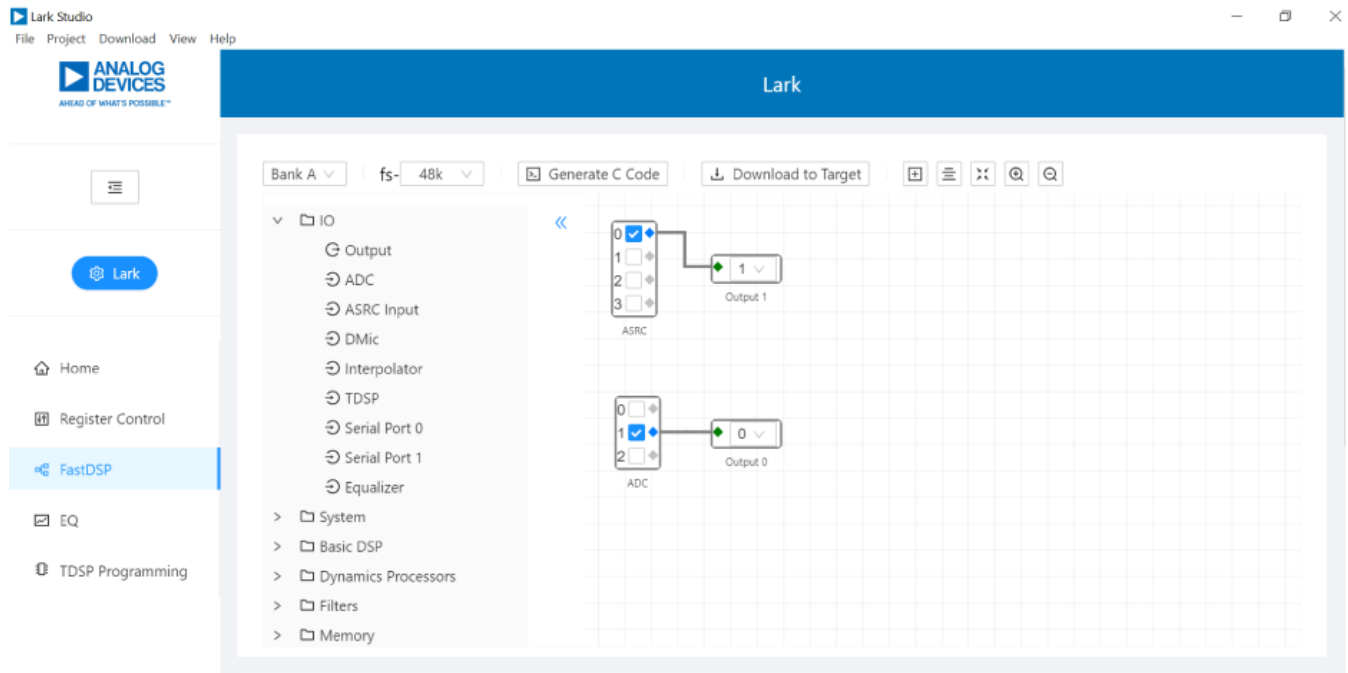 Lark Studio
File Project Download View Help
ANALOG
DEVICES
AHEAD OF WHAT'S POSSIBLE™
Lark
Lark
Home
Register Control
FastDSP
EQ
TDSP Programming
Bank A
fs- 48k
Generate C Code
Download to Target
IO
Output
ADC
ASRC Input
DMic
Interpolator
TDSP
Serial Port 0
Serial Port 1
Equalizer
System
Basic DSP
Dynamics Processors
Filters
Memory
0
1
2
3
ASRC
1
Output 1
0
1
2
ADC
0
Output 0